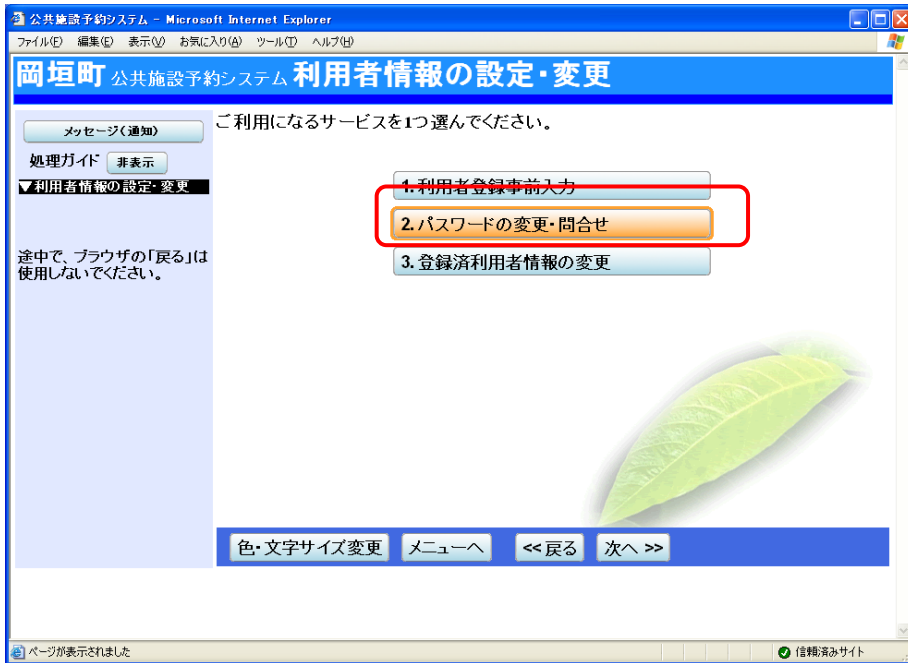 公共施設予約システム - Microsoft Internet Explorer
ファイル(F) 編集(E) 表示(V) お気に入り(A) ツール(T) ヘルプ(H)
岡垣町 公共施設予約システム 利用者情報の設定・変更
メッセージ(通知)
処理ガイド 非表示
▼利用者情報の設定・変更
途中で、ブラウザの「戻る」は
使用しないでください。
ご利用になるサービスを1つ選んでください。
1.利用者登録事前入力
2.パスワードの変更・問合せ
3.登録済利用者情報の変更
色・文字サイズ変更 メニューへ <<戻る 次へ >>
ページが表示されました 信頼済みサイト